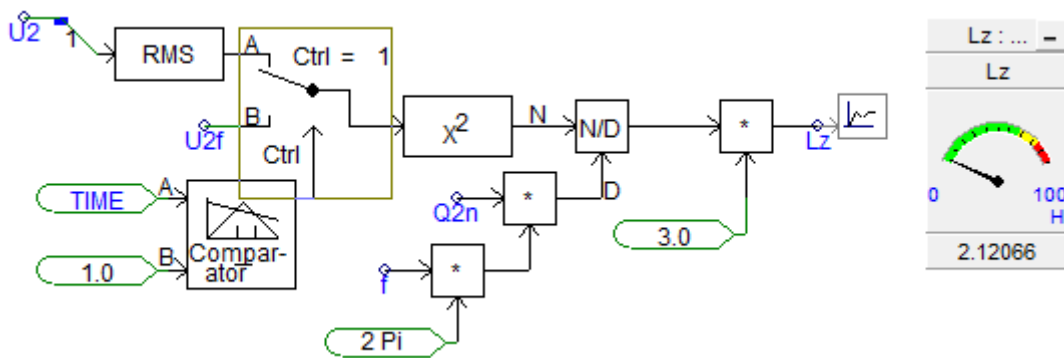 U2
1
RMS
A
Ctrl = 1
B
U2f
Ctrl
X²
N
N/D
D
*
Lz
TIME
A
1.0
B
Compar-
ator
Q2n
*
3.0
f
*
2 Pi
Lz : ...
Lz
0
100
H
2.12066